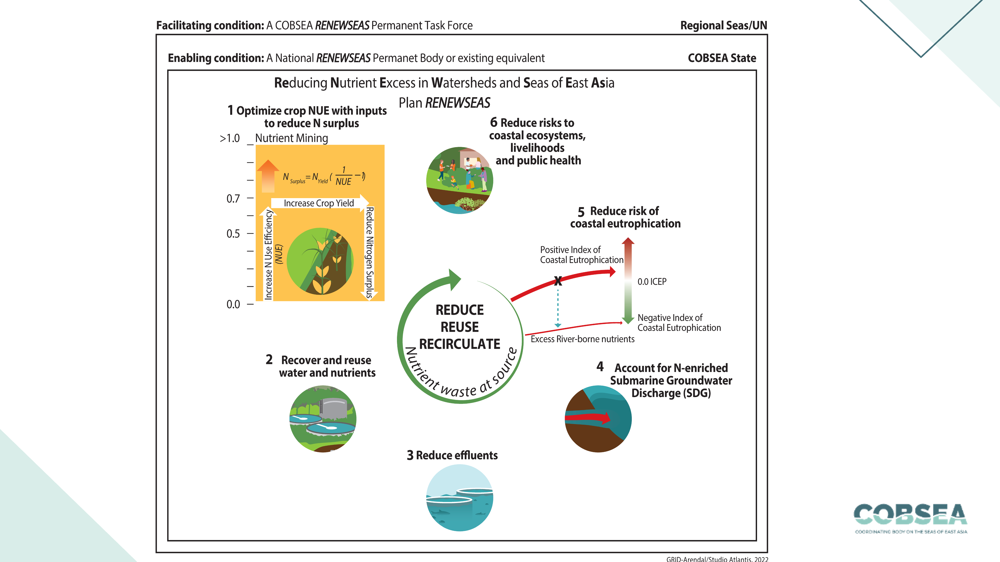 Facilitating condition: A COBSEA RENEWSEAS Permanent Task Force
Regional Seas/UN
Enabling condition: A National RENEWSEAS Permanet Body or existing equivalent
COBSEA State
Reducing Nutrient Excess in Watersheds and Seas of East Asia
Plan RENEWSEAS
1 Optimize crop NUE with inputs
to reduce N surplus
>1.0
Nutrient Mining
N Surplus = N Yield ( 1/NUE − 1)
0.7
Increase Crop Yield
0.5
Increase N Use Efficiency
(NUE)
Reduce Nitrogen Surplus
0.0
6 Reduce risks to
coastal ecosystems,
livelihoods
and public health
5 Reduce risk of
coastal eutrophication
Positive Index of
Coastal Eutrophication
X
0.0 ICEP
Negative Index of
Coastal Eutrophication
Excess River-borne nutrients
REDUCE
REUSE
RECIRCULATE
Nutrient waste at source
2 Recover and reuse
water and nutrients
4 Account for N-enriched
Submarine Groundwater
Discharge (SDG)
3 Reduce effluents
COBSEA
COORDINATING BODY ON THE SEAS OF EAST ASIA
GRID-Arendal/Studio Atlantis, 2022